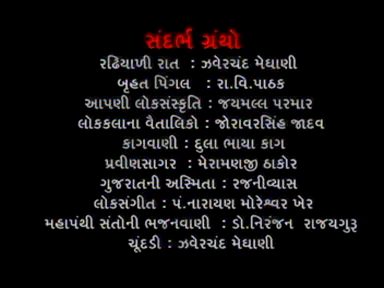 સંદર્ભ ગ્રંથો
રઢિયાળી રાત : ઝવેરચંદ મેઘાણી
બૃહત પિંગલ : રા.વિ.પાઠક
આપણી લોકસંસ્કૃતિ : જયમલ્લ પરમાર
લોકકલાના વૈતાલિકો : જોરાવરસિંહ જાદવ
કાગવાણી : દુલા ભાયા કાગ
પ્રવીણસાગર : મેરામણજી ઠાકોર
ગુજરાતની અસ્મિતા : રજનીવ્યાસ
લોકસંગીત : પં.નારાયણ મોરેશ્વર ખેર
મહાપંથી સંતોની ભજનવાણી : ડો.નિરંજન રાજયગુરૂ
ચૂંદડી : ઝવેરચંદ મેઘાણી